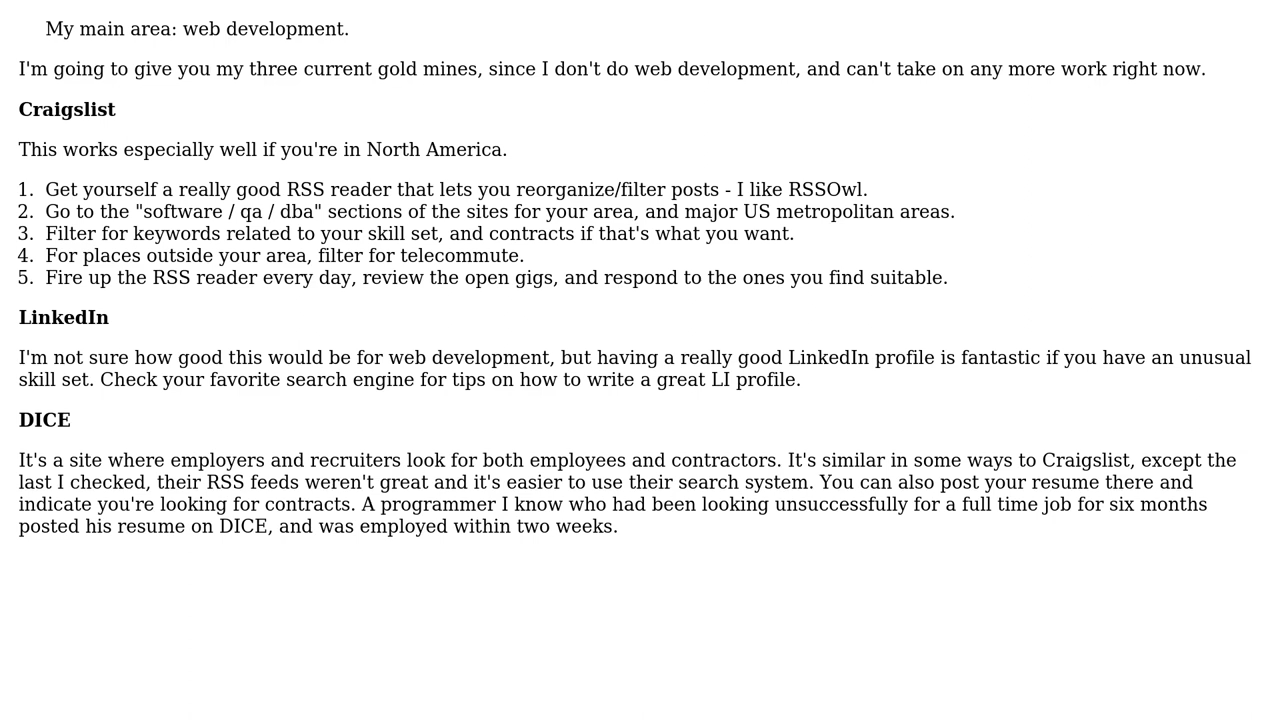 My main area: web development.
I'm going to give you my three current gold mines, since I don't do web development, and can't take on any more work right now.
Craigslist
This works especially well if you're in North America.
1. Get yourself a really good RSS reader that lets you reorganize/filter posts - I like RSSOwl.
2. Go to the "software / qa / dba" sections of the sites for your area, and major US metropolitan areas.
3. Filter for keywords related to your skill set, and contracts if that's what you want.
4. For places outside your area, filter for telecommute.
5. Fire up the RSS reader every day, review the open gigs, and respond to the ones you find suitable.
LinkedIn
I'm not sure how good this would be for web development, but having a really good LinkedIn profile is fantastic if you have an unusual
skill set. Check your favorite search engine for tips on how to write a great LI profile.
DICE
It's a site where employers and recruiters look for both employees and contractors. It's similar in some ways to Craigslist, except the
last I checked, their RSS feeds weren't great and it's easier to use their search system. You can also post your resume there and
indicate you're looking for contracts. A programmer I know who had been looking unsuccessfully for a full time job for six months
posted his resume on DICE, and was employed within two weeks.